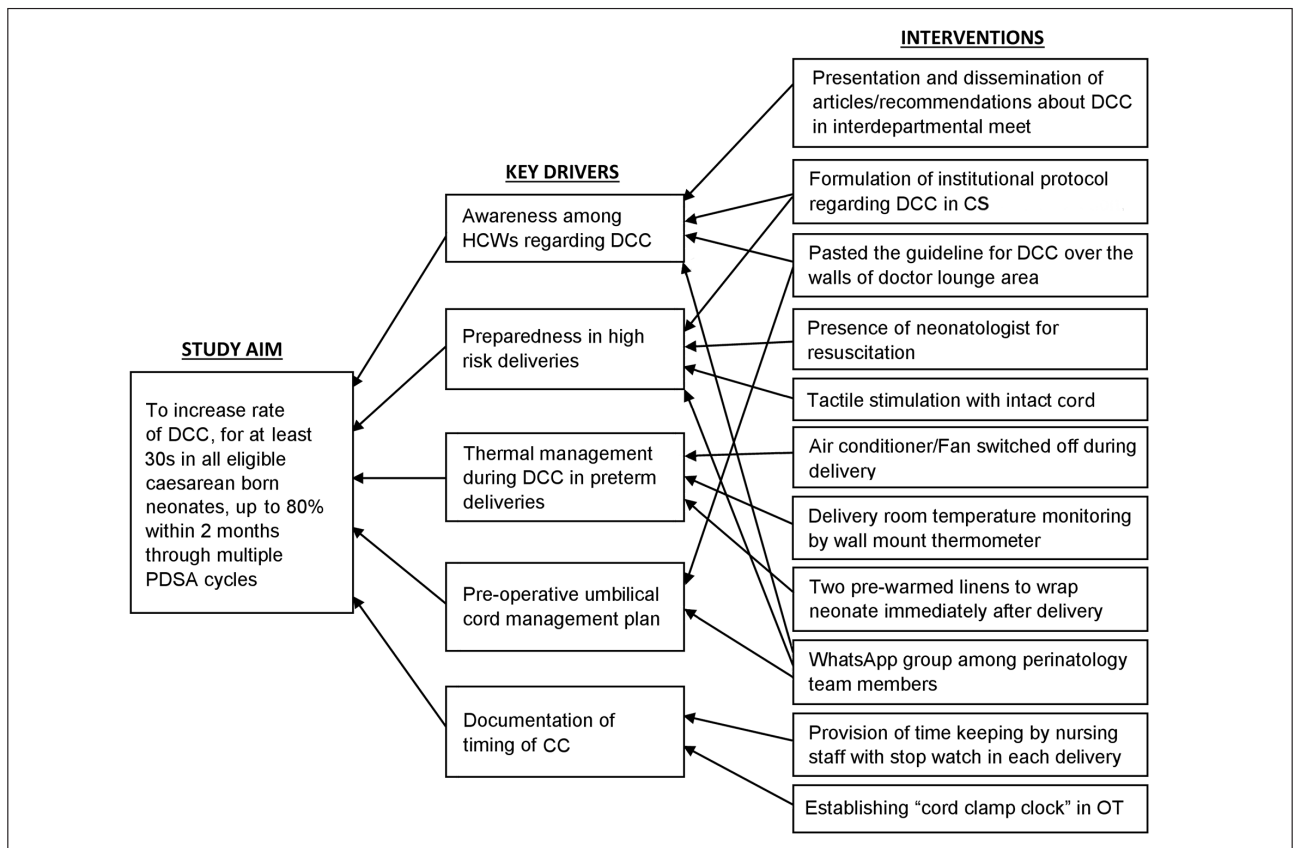 STUDY AIM
To increase rate
of DCC, for at least
30s in all eligible
caesarean born
neonates, up to 80%
within 2 months
through multiple
PDSA cycles
KEY DRIVERS
Awareness among
HCWs regarding DCC
Preparedness in high
risk deliveries
Thermal management
during DCC in preterm
deliveries
Pre-operative umbilical
cord management plan
Documentation of
timing of CC
INTERVENTIONS
Presentation and dissemination of
articles/recommendations about DCC
in interdepartmental meet
Formulation of institutional protocol
regarding DCC in CS
Pasted the guideline for DCC over the
walls of doctor lounge area
Presence of neonatologist for
resuscitation
Tactile stimulation with intact cord
Air conditioner/Fan switched off during
delivery
Delivery room temperature monitoring
by wall mount thermometer
Two pre-warmed linens to wrap
neonate immediately after delivery
WhatsApp group among perinatology
team members
Provision of time keeping by nursing
staff with stop watch in each delivery
Establishing “cord clamp clock” in OT